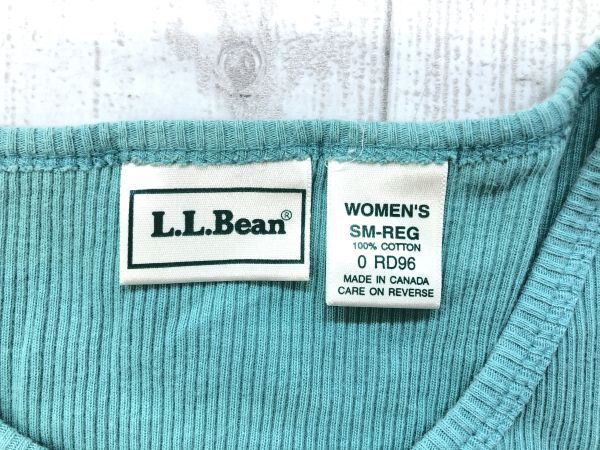 L.L.Bean®
WOMEN'S
SM-REG
100% COTTON
0 RD96
MADE IN CANADA
CARE ON REVERSE